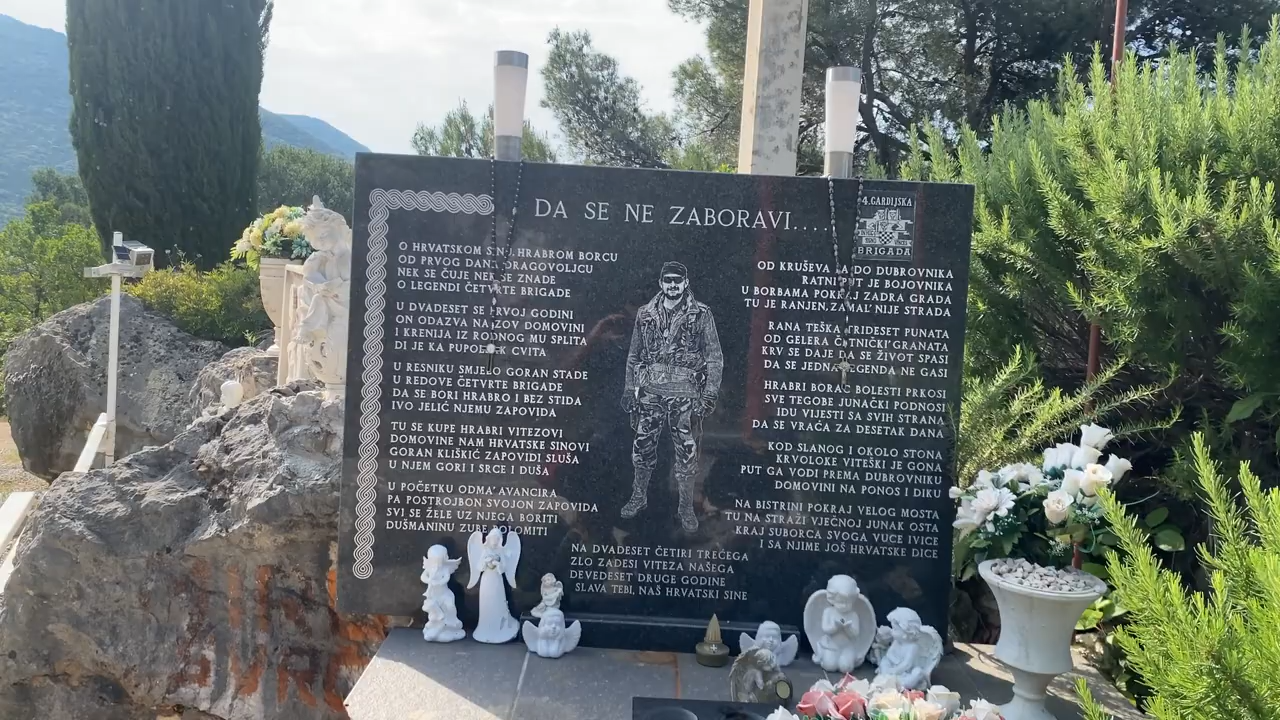 DA SE NE ZABORAVI....
4. GARDIJSKA
BRIGADA
O HRVATSKOM SINU, HRABROM BORCU
OD PRVOG DANA DRAGOVOLJCU
NEK SE ČUJE NEK SE ZNADE
O LEGENDI ČETVRTE BRIGADE
U DVADESET SE PRVOJ GODINI
ON ODAZVA NA ZOV DOMOVINI
I KRENIJA IZ RODNOG MU SPLITA
DI JE KA PUPOLJAK CVITA
U RESNIKU SMJELO GORAN STADE
U REDOVE ČETVRTE BRIGADE
DA SE BORI HRABRO I BEZ STIDA
IVO JELIĆ NJEMU ZAPOVIDA
TU SE KUPE HRABRI VITEZOVI
DOMOVINE NAM HRVATSKE SINOVI
GORAN KLIŠKIĆ ZAPOVIDI SLUŠA
U NJEM GORI I SRCE I DUŠA
U POČETKU ODMA' AVANCIRA
PA POSTROJBON SVOJON ZAPOVIDA
SVI SE ŽELE UZ NJEGA BORITI
DUŠMANINU ZUBE POLOMITI
OD KRUŠEVA PA DO DUBROVNIKA
RATNI PUT JE BOJOVNIKA
U BORBAMA POKRAJ ZADRA GRADA
TU JE RANJEN, ZAMAL' NIJE STRADA
RANA TEŠKA TRIDESET PUNATA
OD GELERA ČETNIČKI' GRANATA
KRV SE DAJE DA SE ŽIVOT SPASI
DA SE JEDNA LEGENDA NE GASI
HRABRI BORAC BOLESTI PRKOSI
SVE TEGOBE JUNAČKI PODNOSI
IDU VIJESTI SA SVIH STRANA
DA SE VRAČA ZA DESETAK DANA
KOD SLANOG I OKOLO STONA
KRVOLOKE VITEŠKI JE GONA
PUT GA VODI PREMA DUBROVNIKU
DOMOVINI NA PONOS I DIKU
NA BISTRINI POKRAJ VELOG MOSTA
TU NA STRAŽI VJEČNOJ JUNAK OSTA
KRAJ SUBORCA SVOGA VUCE IVICE
I SA NJIME JOŠ HRVATSKE DICE
NA DVADESET ČETIRI TREĆEGA
ZLO ZADESI VITEZA NAŠEGA
DEVEDESET DRUGE GODINE
SLAVA TEBI, NAŠ HRVATSKI SINE